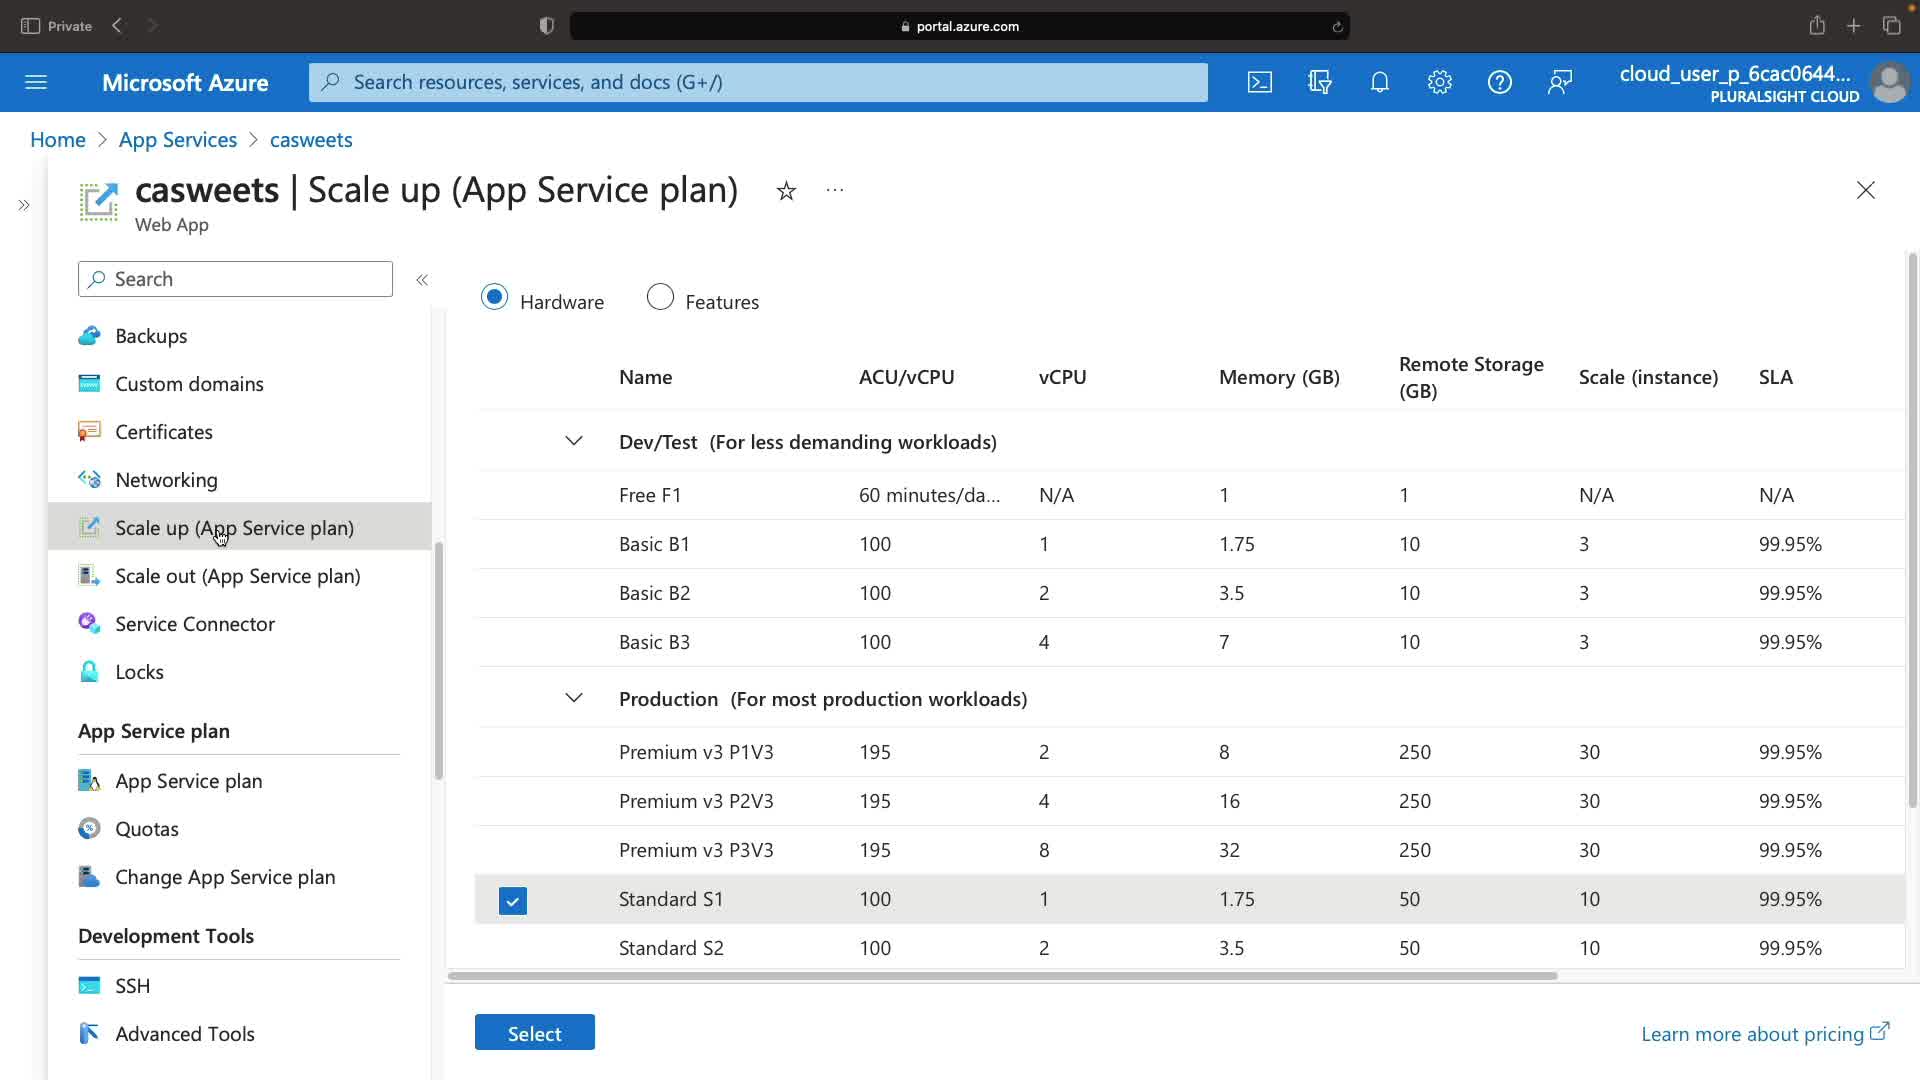 Private
portal.azure.com
Microsoft Azure
Search resources, services, and docs (G+/)
cloud_user_p_6cac0644...
PLURALSIGHT CLOUD
Home > App Services > casweets
casweets | Scale up (App Service plan)
Web App
Search
Backups
Custom domains
Certificates
Networking
Scale up (App Service plan)
Scale out (App Service plan)
Service Connector
Locks
App Service plan
App Service plan
Quotas
Change App Service plan
Development Tools
SSH
Advanced Tools
Hardware Features
Name ACU/vCPU vCPU Memory (GB) Remote Storage (GB) Scale (instance) SLA
Dev/Test (For less demanding workloads)
Free F1 60 minutes/da... N/A 1 1 N/A N/A
Basic B1 100 1 1.75 10 3 99.95%
Basic B2 100 2 3.5 10 3 99.95%
Basic B3 100 4 7 10 3 99.95%
Production (For most production workloads)
Premium v3 P1V3 195 2 8 250 30 99.95%
Premium v3 P2V3 195 4 16 250 30 99.95%
Premium v3 P3V3 195 8 32 250 30 99.95%
Standard S1 100 1 1.75 50 10 99.95%
Standard S2 100 2 3.5 50 10 99.95%
Select
Learn more about pricing